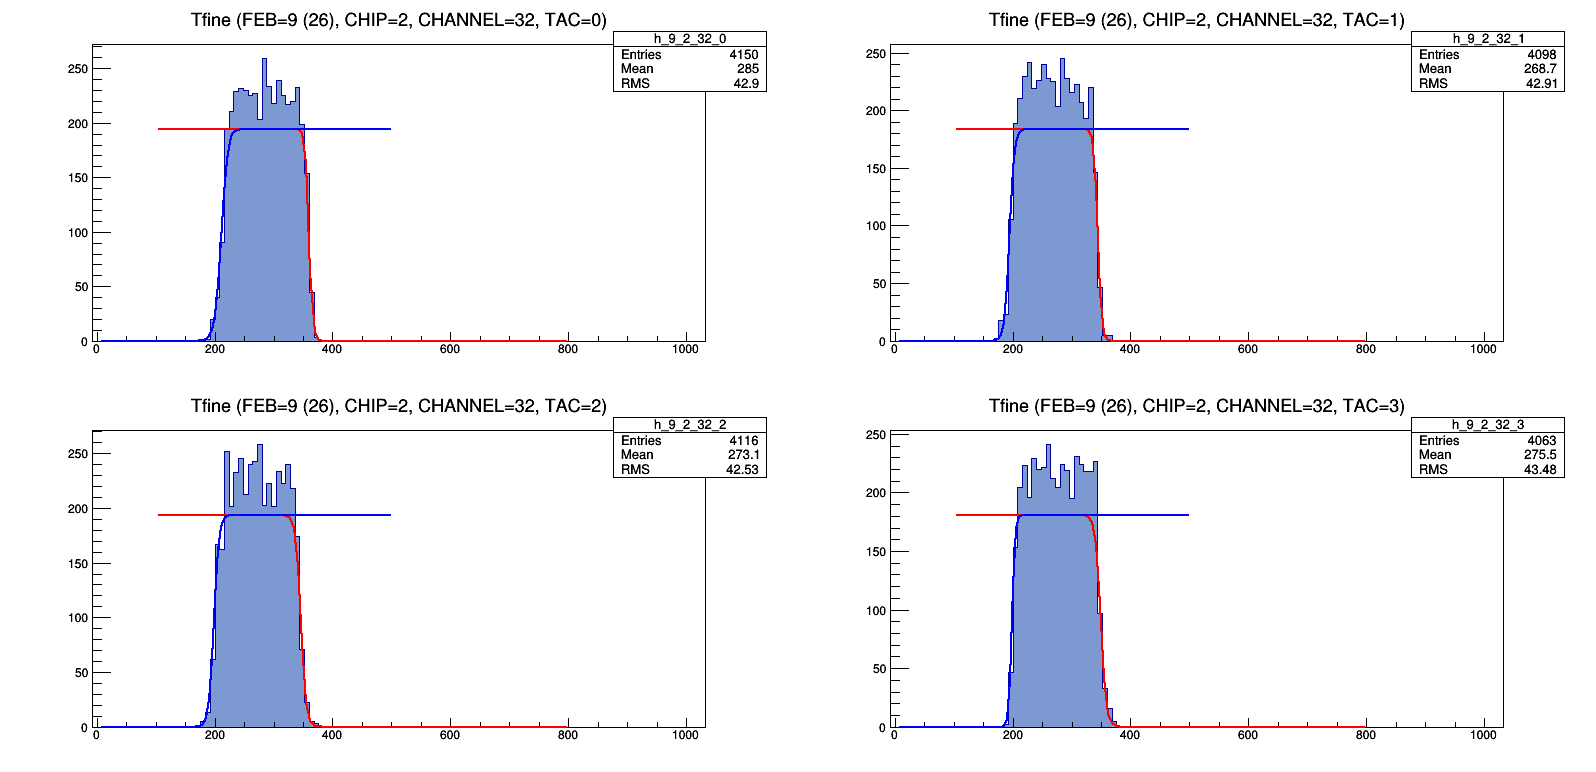 Tfine (FEB=9 (26), CHIP=2, CHANNEL=32, TAC=0)
h_9_2_32_0
Entries 4150
Mean 285
RMS 42.9
250
200
150
100
50
0
0 200 400 600 800 1000
Tfine (FEB=9 (26), CHIP=2, CHANNEL=32, TAC=1)
h_9_2_32_1
Entries 4098
Mean 268.7
RMS 42.91
250
200
150
100
50
0
0 200 400 600 800 1000
Tfine (FEB=9 (26), CHIP=2, CHANNEL=32, TAC=2)
h_9_2_32_2
Entries 4116
Mean 273.1
RMS 42.53
250
200
150
100
50
0
0 200 400 600 800 1000
Tfine (FEB=9 (26), CHIP=2, CHANNEL=32, TAC=3)
h_9_2_32_3
Entries 4063
Mean 275.5
RMS 43.48
250
200
150
100
50
0
0 200 400 600 800 1000